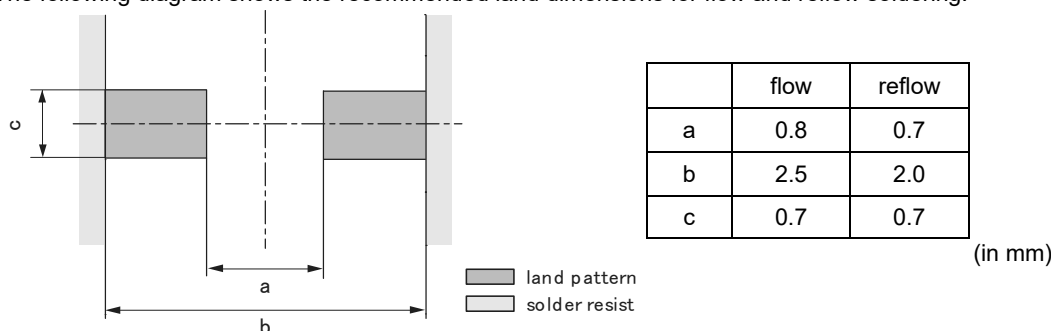 The following diagram shows the recommended land dimensions for flow and reflow soldering.
c
a
b
land pattern
solder resist
flow reflow
a 0.8 0.7
b 2.5 2.0
c 0.7 0.7
(in mm)